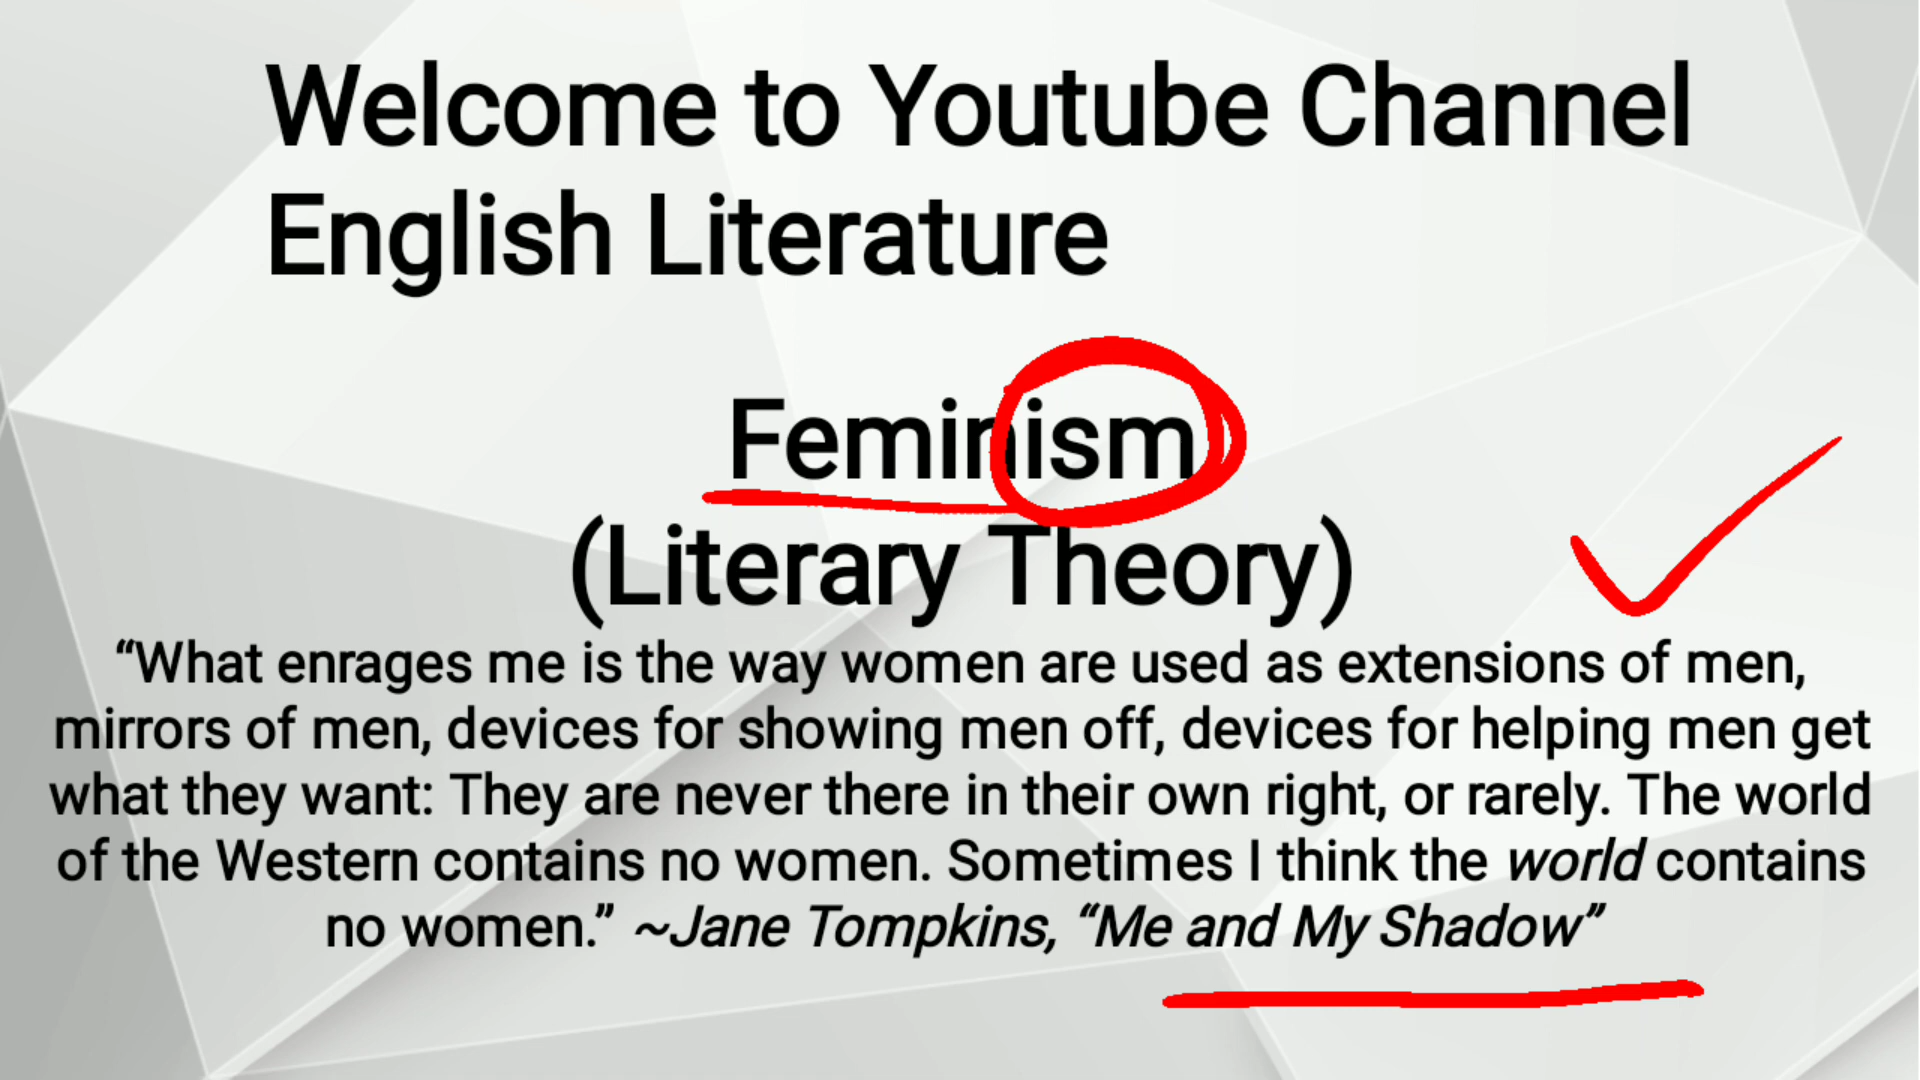 Welcome to Youtube Channel
English Literature
Feminism
(Literary Theory)
“What enrages me is the way women are used as extensions of men,
mirrors of men, devices for showing men off, devices for helping men get
what they want: They are never there in their own right, or rarely. The world
of the Western contains no women. Sometimes I think the world contains
no women.” ~Jane Tompkins, “Me and My Shadow”